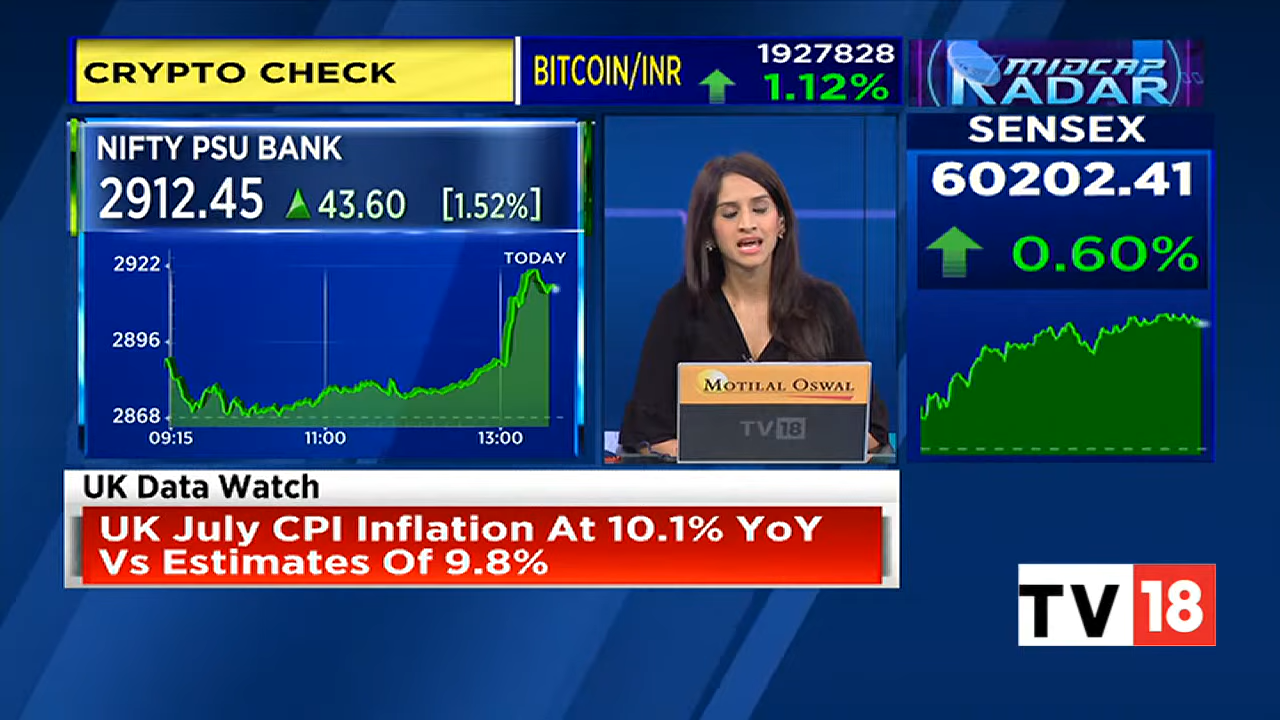 CRYPTO CHECK
BITCOIN/INR
1927828
1.12%
MIDCAP
RADAR
NIFTY PSU BANK
2912.45 43.60 [1.52%]
TODAY
2922
2896
2868
09:15 11:00 13:00
MOTILAL OSWAL
TV18
SENSEX
60202.41
0.60%
UK Data Watch
UK July CPI Inflation At 10.1% YoY
Vs Estimates Of 9.8%
TV18